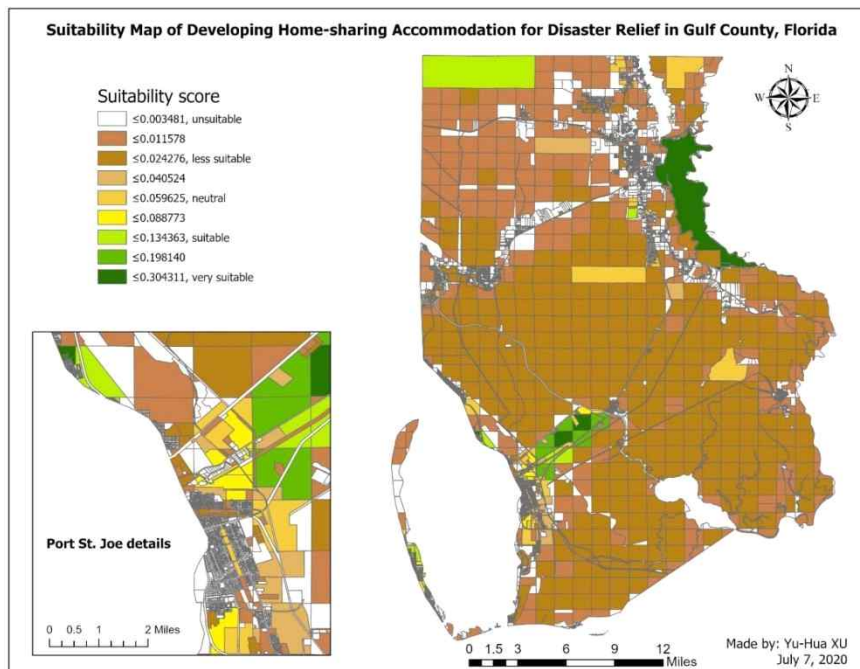 Suitability Map of Developing Home-sharing Accommodation for Disaster Relief in Gulf County, Florida
N
W E
S
Suitability score
≤0.003481, unsuitable
≤0.011578
≤0.024276, less suitable
≤0.040524
≤0.059625, neutral
≤0.088773
≤0.134363, suitable
≤0.198140
≤0.304311, very suitable
Port St. Joe details
0 0.5 1 2 Miles
0 1.5 3 6 9 12
Miles
Made by: Yu-Hua XU
July 7, 2020